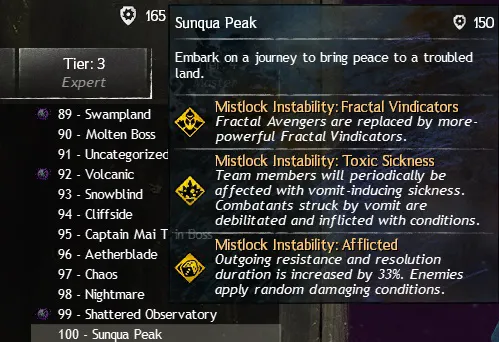 165
Tier: 3
Expert
89 - Swampland
90 - Molten Boss
91 - Uncategorized
92 - Volcanic
93 - Snowblind
94 - Cliffside
95 - Captain Mai Trin Boss
96 - Aetherblade
97 - Chaos
98 - Nightmare
99 - Shattered Observatory
100 - Sunqua Peak
Sunqua Peak 150
Embark on a journey to bring peace to a troubled
land.
Mistlock Instability: Fractal Vindicators
Fractal Avengers are replaced by more-
powerful Fractal Vindicators.
Mistlock Instability: Toxic Sickness
Team members will periodically be
affected with vomit-inducing sickness.
Combatants struck by vomit are
debilitated and inflicted with conditions.
Mistlock Instability: Afflicted
Outgoing resistance and resolution
duration is increased by 33%. Enemies
apply random damaging conditions.